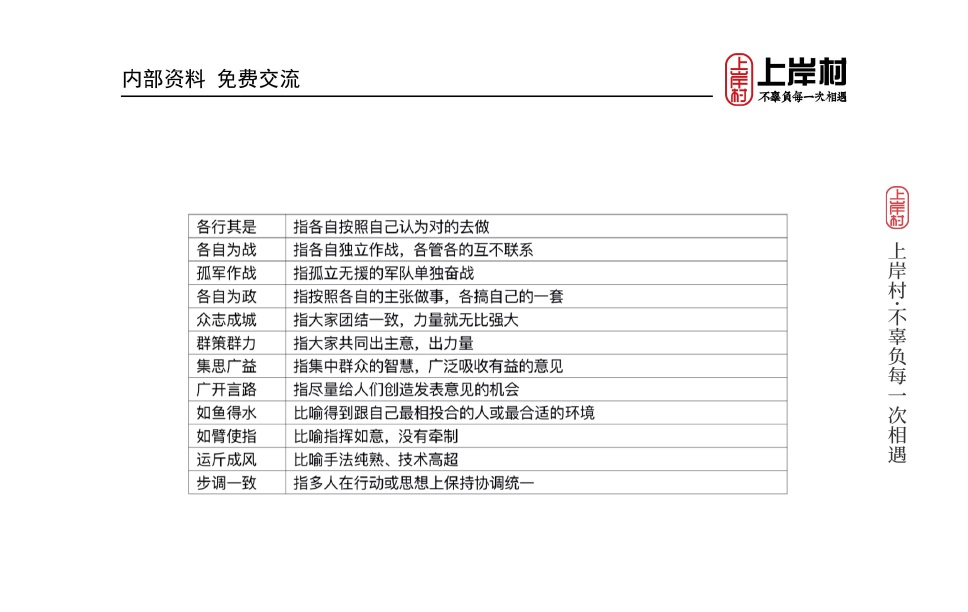 内部资料 免费交流
上岸村
上岸村
不辜负每一次相遇
各行其是 指各自按照自己认为对的去做
各自为战 指各自独立作战，各管各的互不联系
孤军作战 指孤立无援的军队单独奋战
各自为政 指按照各自的主张做事，各搞自己的一套
众志成城 指大家团结一致，力量就无比强大
群策群力 指大家共同出主意，出力量
集思广益 指集中群众的智慧，广泛吸收有益的意见
广开言路 指尽量给人们创造发表意见的机会
如鱼得水 比喻得到跟自己最相投合的人或最合适的环境
如臂使指 比喻指挥如意，没有牵制
运斤成风 比喻手法纯熟、技术高超
步调一致 指多人在行动或思想上保持协调统一
上岸村
上岸村·不辜负每一次相遇